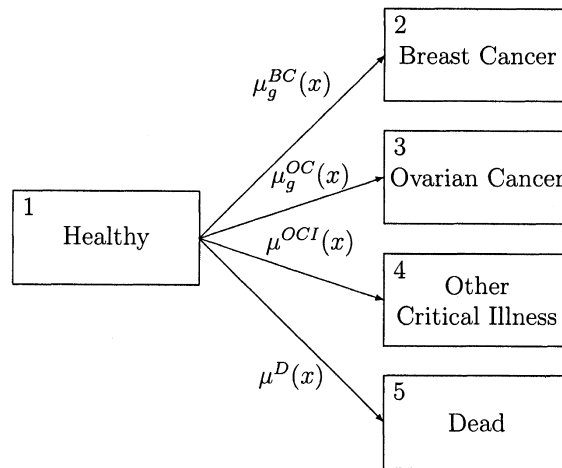 2
Breast Cancer
μ_g^{BC}(x)
3
Ovarian Cancer
μ_g^{OC}(x)
1
Healthy
μ^{OCI}(x)
4
Other
Critical Illness
μ^D(x)
5
Dead